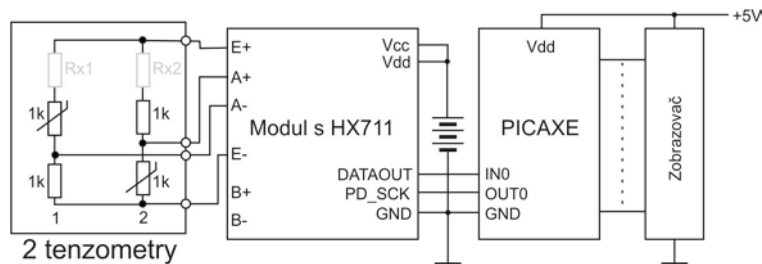 +5V
E+
A+
A-
E-
B+
B-
Rx1
Rx2
1k
1k
1k
1k
1
2
2 tenzometry
Modul s HX711
Vcc
Vdd
DATAOUT
PD_SCK
GND
Vdd
PICAXE
IN0
OUT0
GND
Zobrazovač